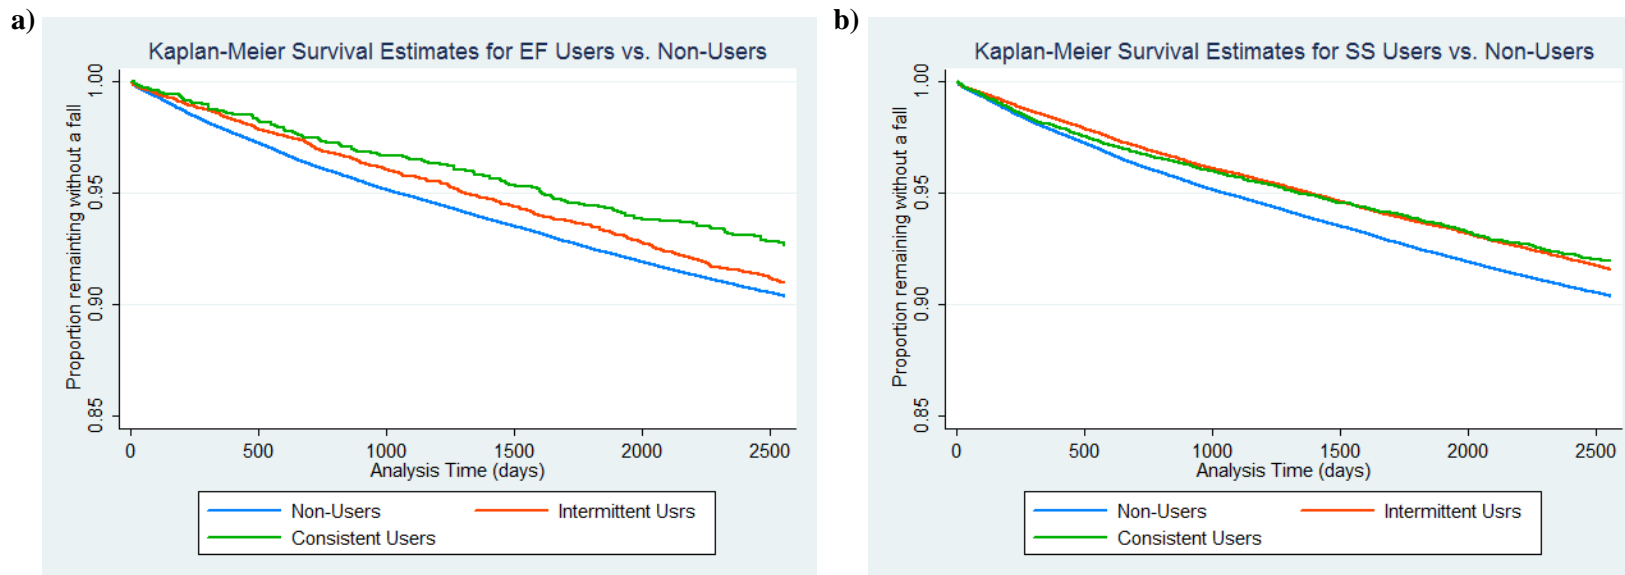 a)
Kaplan-Meier Survival Estimates for EF Users vs. Non-Users
Proportion remainting without a fall
1.00
0.95
0.90
0.85
0
500
1000
1500
2000
2500
Analysis Time (days)
Non-Users
Intermittent Usrs
Consistent Users
b)
Kaplan-Meier Survival Estimates for SS Users vs. Non-Users
Proportion remaining without a fall
1.00
0.95
0.90
0.85
0
500
1000
1500
2000
2500
Analysis Time (days)
Non-Users
Intermittent Usrs
Consistent Users